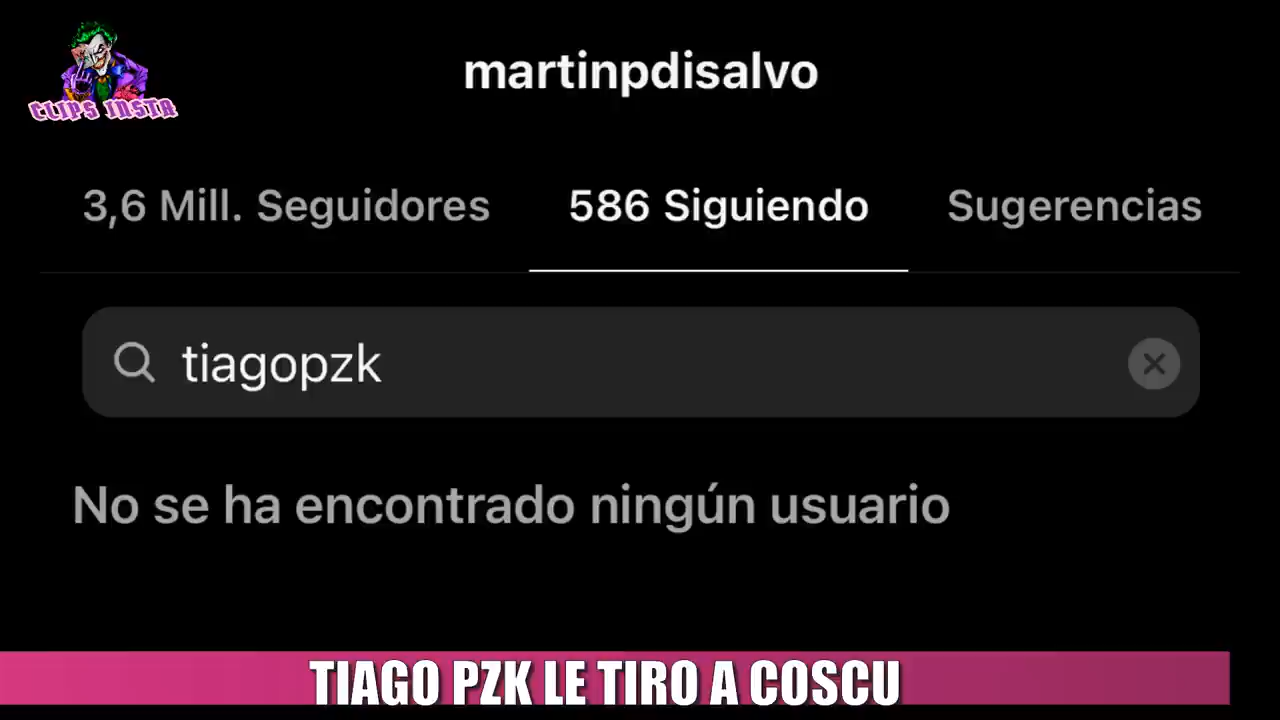 CLIPS INSTA
martinpdisalvo
3,6 Mill. Seguidores 586 Siguiendo Sugerencias
tiagopzk
No se ha encontrado ningún usuario
TIAGO PZK LE TIRO A COSCU